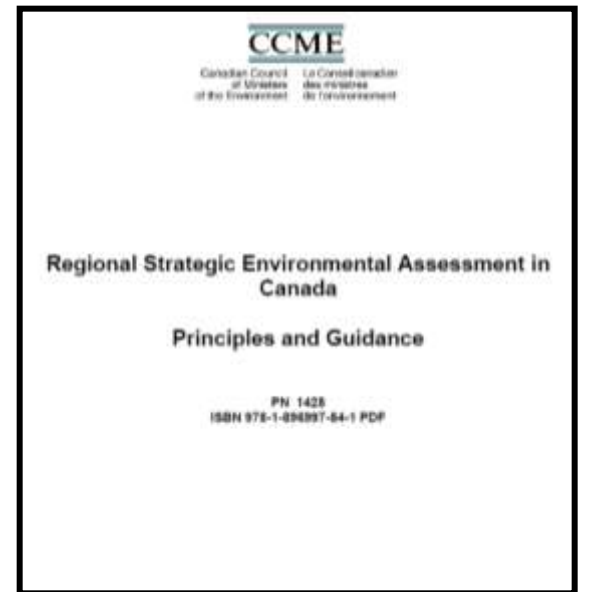 CCME
Canadian Council
of Ministers
of the Environment
Le Conseil canadien
des ministres
de l'environnement
Regional Strategic Environmental Assessment in
Canada
Principles and Guidance
PN 1428
ISBN 978-1-896997-84-1 PDF